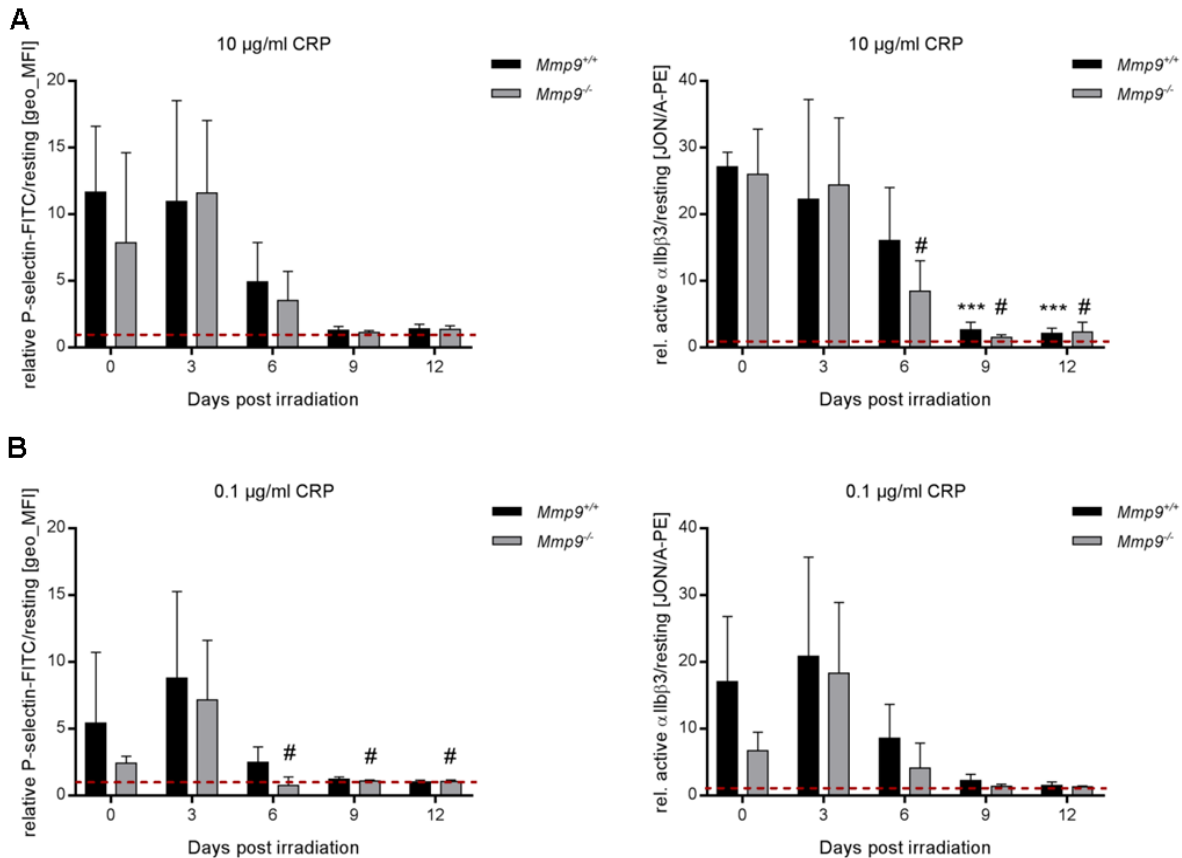 A
10 µg/ml CRP
relative P-selectin-FITC/resting [geo_MFI]
20
15
10
5
0
0 3 6 9 12
Days post irradiation
Mmp9+/+
Mmp9-/-
10 µg/ml CRP
rel. active αIIbβ3/resting [JON/A-PE]
40
30
20
10
0
#
*** # *** #
0 3 6 9 12
Days post irradiation
Mmp9+/+
Mmp9-/-
B
0.1 µg/ml CRP
relative P-selectin-FITC/resting [geo_MFI]
20
15
10
5
0
# # #
0 3 6 9 12
Days post irradiation
Mmp9+/+
Mmp9-/-
0.1 µg/ml CRP
rel. active αIIbβ3/resting [JON/A-PE]
40
30
20
10
0
0 3 6 9 12
Days post irradiation
Mmp9+/+
Mmp9-/-